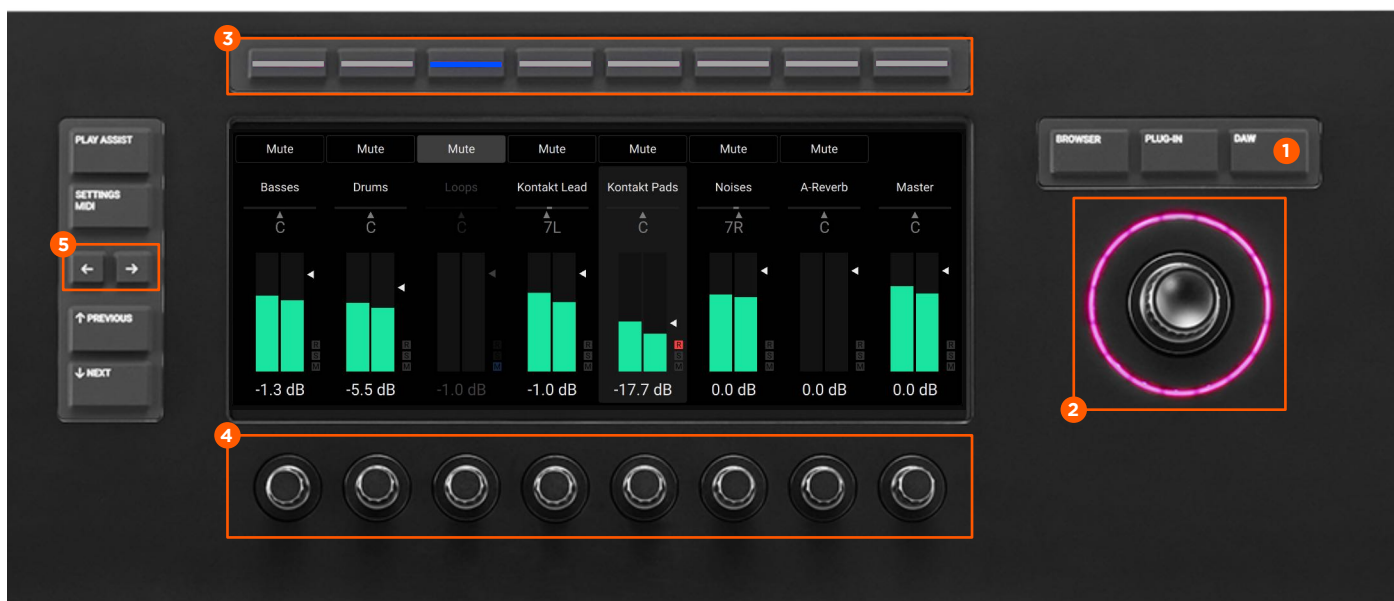 3
PLAY ASSIST
SETTINGS
MIDI
5
← →
↑ PREVIOUS
↓ NEXT
Mute Mute Mute Mute Mute Mute Mute
Basses Drums Loops Kontakt Lead Kontakt Pads Noises A-Reverb Master
C C C 7L C 7R C C
R R R R R R R
S S S S S S S S
M M M M M M M M
-1.3 dB -5.5 dB -1.0 dB -1.0 dB -17.7 dB 0.0 dB 0.0 dB 0.0 dB
4
BROWSER PLUG-IN DAW 1
2